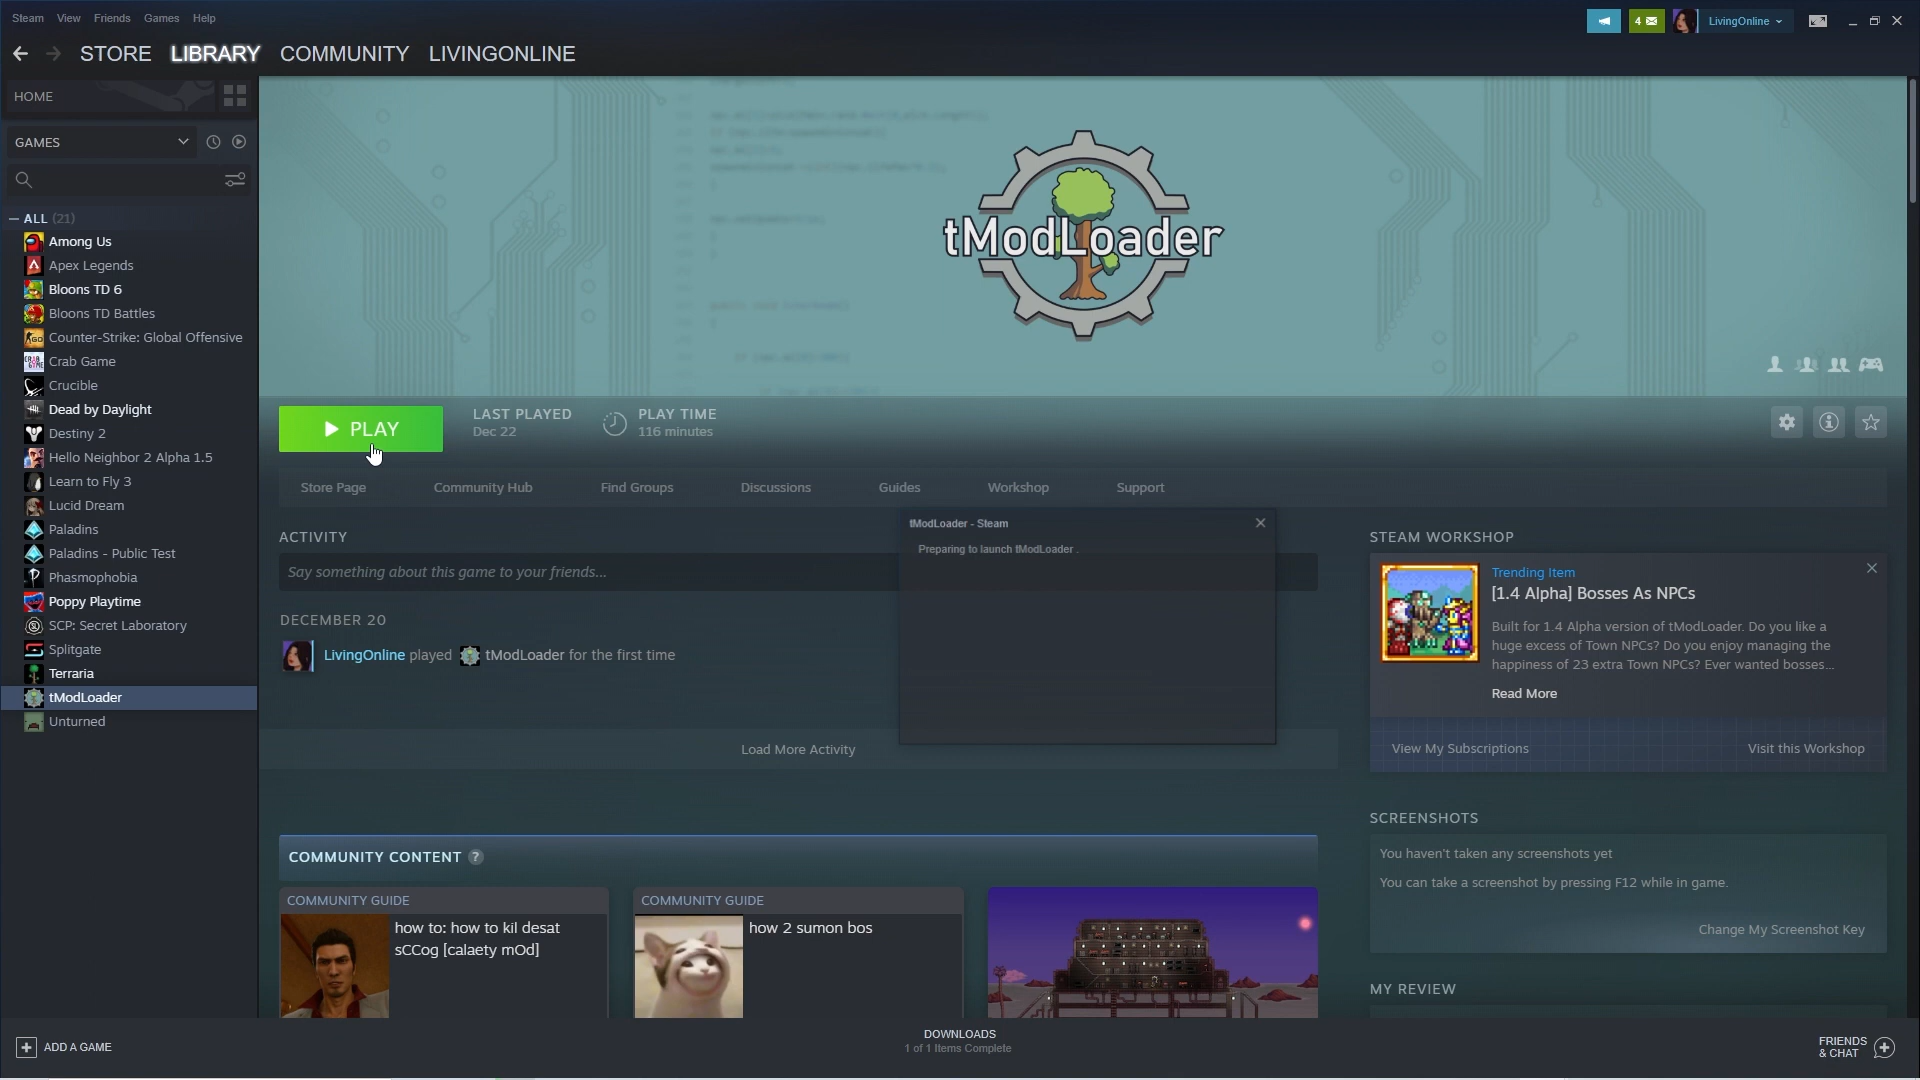 Steam View Friends Games Help
4
LivingOnline
STORE LIBRARY COMMUNITY LIVINGONLINE
HOME
GAMES
ALL (21)
Among Us
Apex Legends
Bloons TD 6
Bloons TD Battles
Counter-Strike: Global Offensive
Crab Game
Crucible
Dead by Daylight
Destiny 2
Hello Neighbor 2 Alpha 1.5
Learn to Fly 3
Lucid Dream
Paladins
Paladins - Public Test
Phasmophobia
Poppy Playtime
SCP: Secret Laboratory
Splitgate
Terraria
tModLoader
Unturned
tModLoader
PLAY
LAST PLAYED
Dec 22
PLAY TIME
116 minutes
Store Page Community Hub Find Groups Discussions Guides Workshop Support
ACTIVITY
Say something about this game to your friends...
DECEMBER 20
LivingOnline played tModLoader for the first time
Load More Activity
tModLoader - Steam
Preparing to launch tModLoader .
STEAM WORKSHOP
Trending Item
[1.4 Alpha] Bosses As NPCs
Built for 1.4 Alpha version of tModLoader. Do you like a
huge excess of Town NPCs? Do you enjoy managing the
happiness of 23 extra Town NPCs? Ever wanted bosses...
Read More
View My Subscriptions Visit this Workshop
SCREENSHOTS
You haven't taken any screenshots yet
You can take a screenshot by pressing F12 while in game.
Change My Screenshot Key
MY REVIEW
COMMUNITY CONTENT ?
COMMUNITY GUIDE
how to: how to kil desat
sCCog [calaety mOd]
COMMUNITY GUIDE
how 2 sumon bos
ADD A GAME
DOWNLOADS
1 of 1 Items Complete
FRIENDS
& CHAT